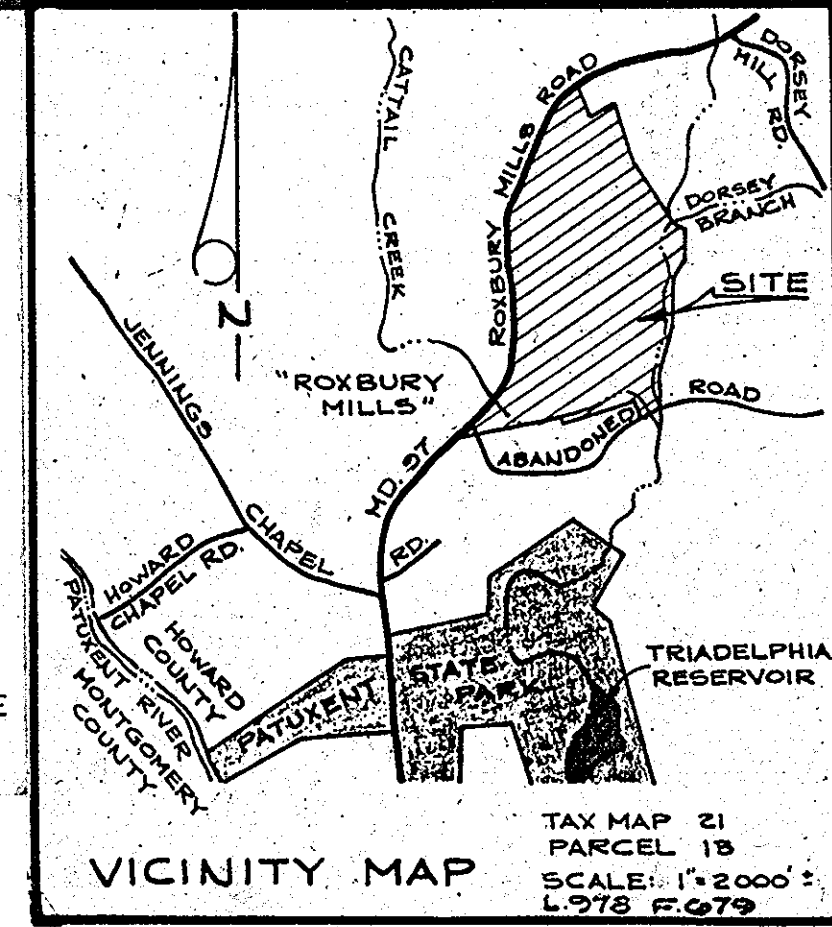 CATTAIL
CREEK
ROXBURY MILLS ROAD
DORSEY
MILL RD.
DORSEY
BRANCH
SITE
N
JENNINGS
CHAPEL
RD.
"ROXBURY
MILLS"
MD. 97
ABANDONED
ROAD
HOWARD
CHAPEL RD.
HOWARD
COUNTY
PATUXENT RIVER
MONTGOMERY
COUNTY
PATUXENT
STATE
PARK
TRIADELPHIA
RESERVOIR
E
VICINITY MAP
TAX MAP 21
PARCEL 18
SCALE: 1"=2000'±
L.978 F.679